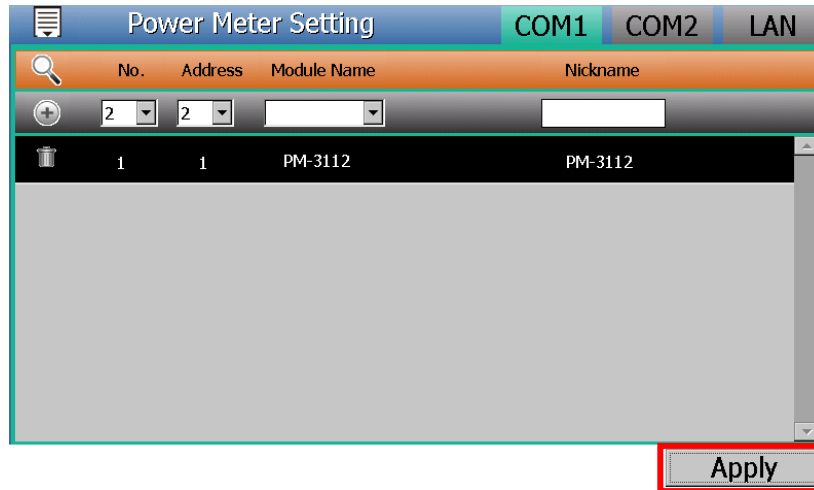 Power Meter Setting COM1 COM2 LAN
No. Address Module Name Nickname
2 2
1 1 PM-3112 PM-3112
Apply